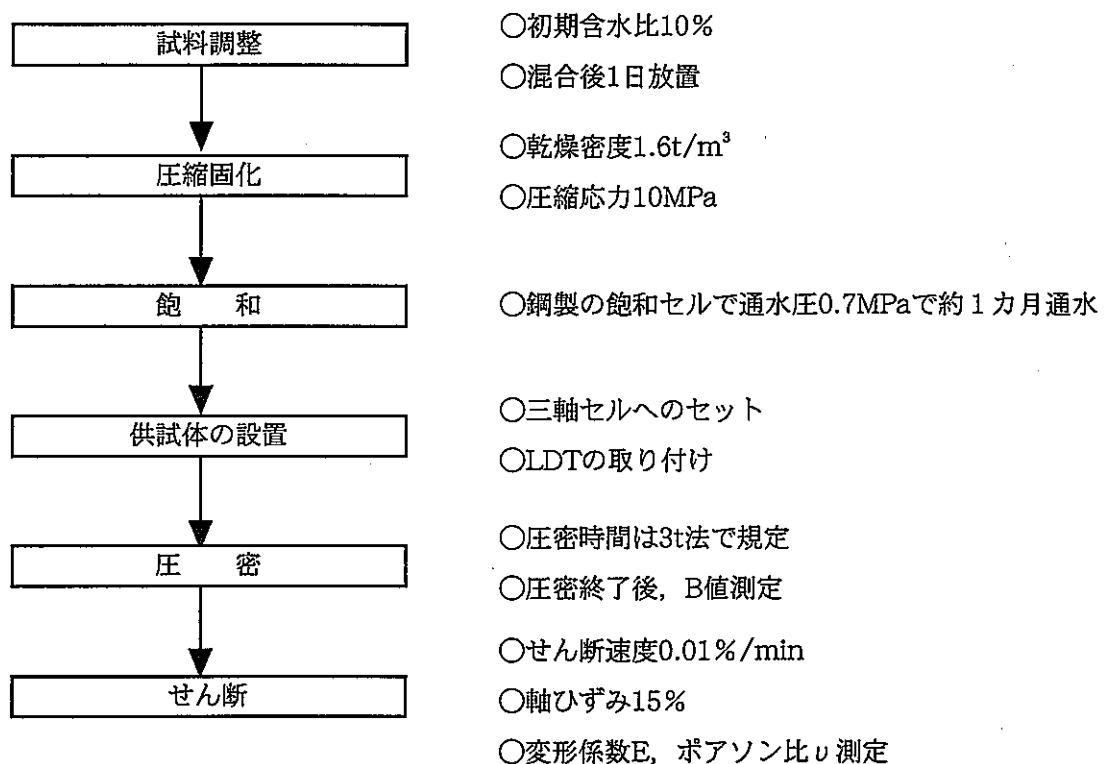 試料調整
○初期含水比10%
○混合後1日放置
圧縮固化
○乾燥密度1.6t/m³
○圧縮応力10MPa
飽 和
○鋼製の飽和セルで通水圧0.7MPaで約1カ月通水
供試体の設置
○三軸セルへのセット
○LDTの取り付け
圧 密
○圧密時間は3t法で規定
○圧密終了後，B値測定
せん断
○せん断速度0.01%/min
○軸ひずみ15%
○変形係数E，ポアソン比υ測定